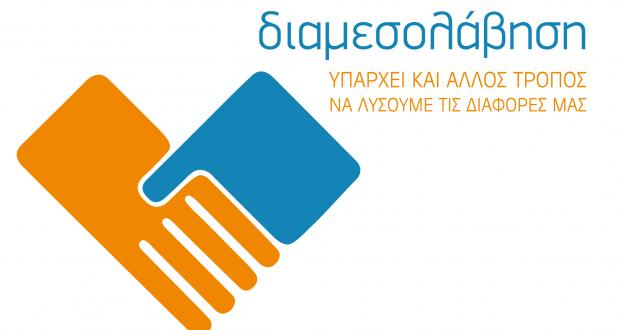 διαμεσολάβηση
ΥΠΑΡΧΕΙ ΚΑΙ ΑΛΛΟΣ ΤΡΟΠΟΣ
ΝΑ ΛΥΣΟΥΜΕ ΤΙΣ ΔΙΑΦΟΡΕΣ ΜΑΣ